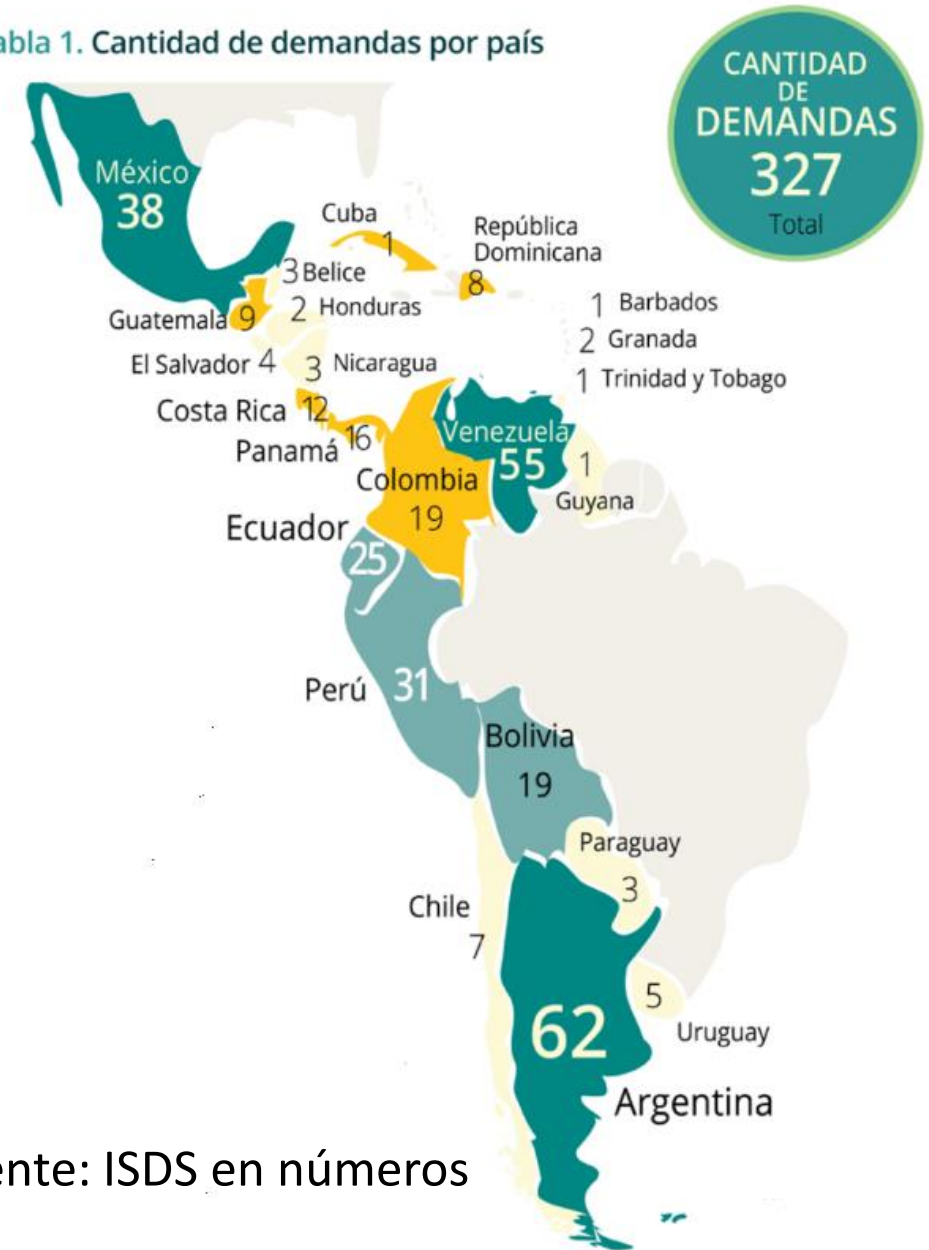 abla 1. Cantidad de demandas por país
CANTIDAD
DE
DEMANDAS
327
Total
México
38
Cuba
1
República
Dominicana
8
3 Belice
2 Honduras
Guatemala 9
El Salvador 4
3 Nicaragua
1 Barbados
2 Granada
1 Trinidad y Tobago
Costa Rica 12
Panamá 16
Venezuela
55
1
Guyana
Colombia
19
Ecuador
25
Perú 31
Bolivia
19
Paraguay
3
Chile
7
5
Uruguay
62
Argentina
ente: ISDS en números